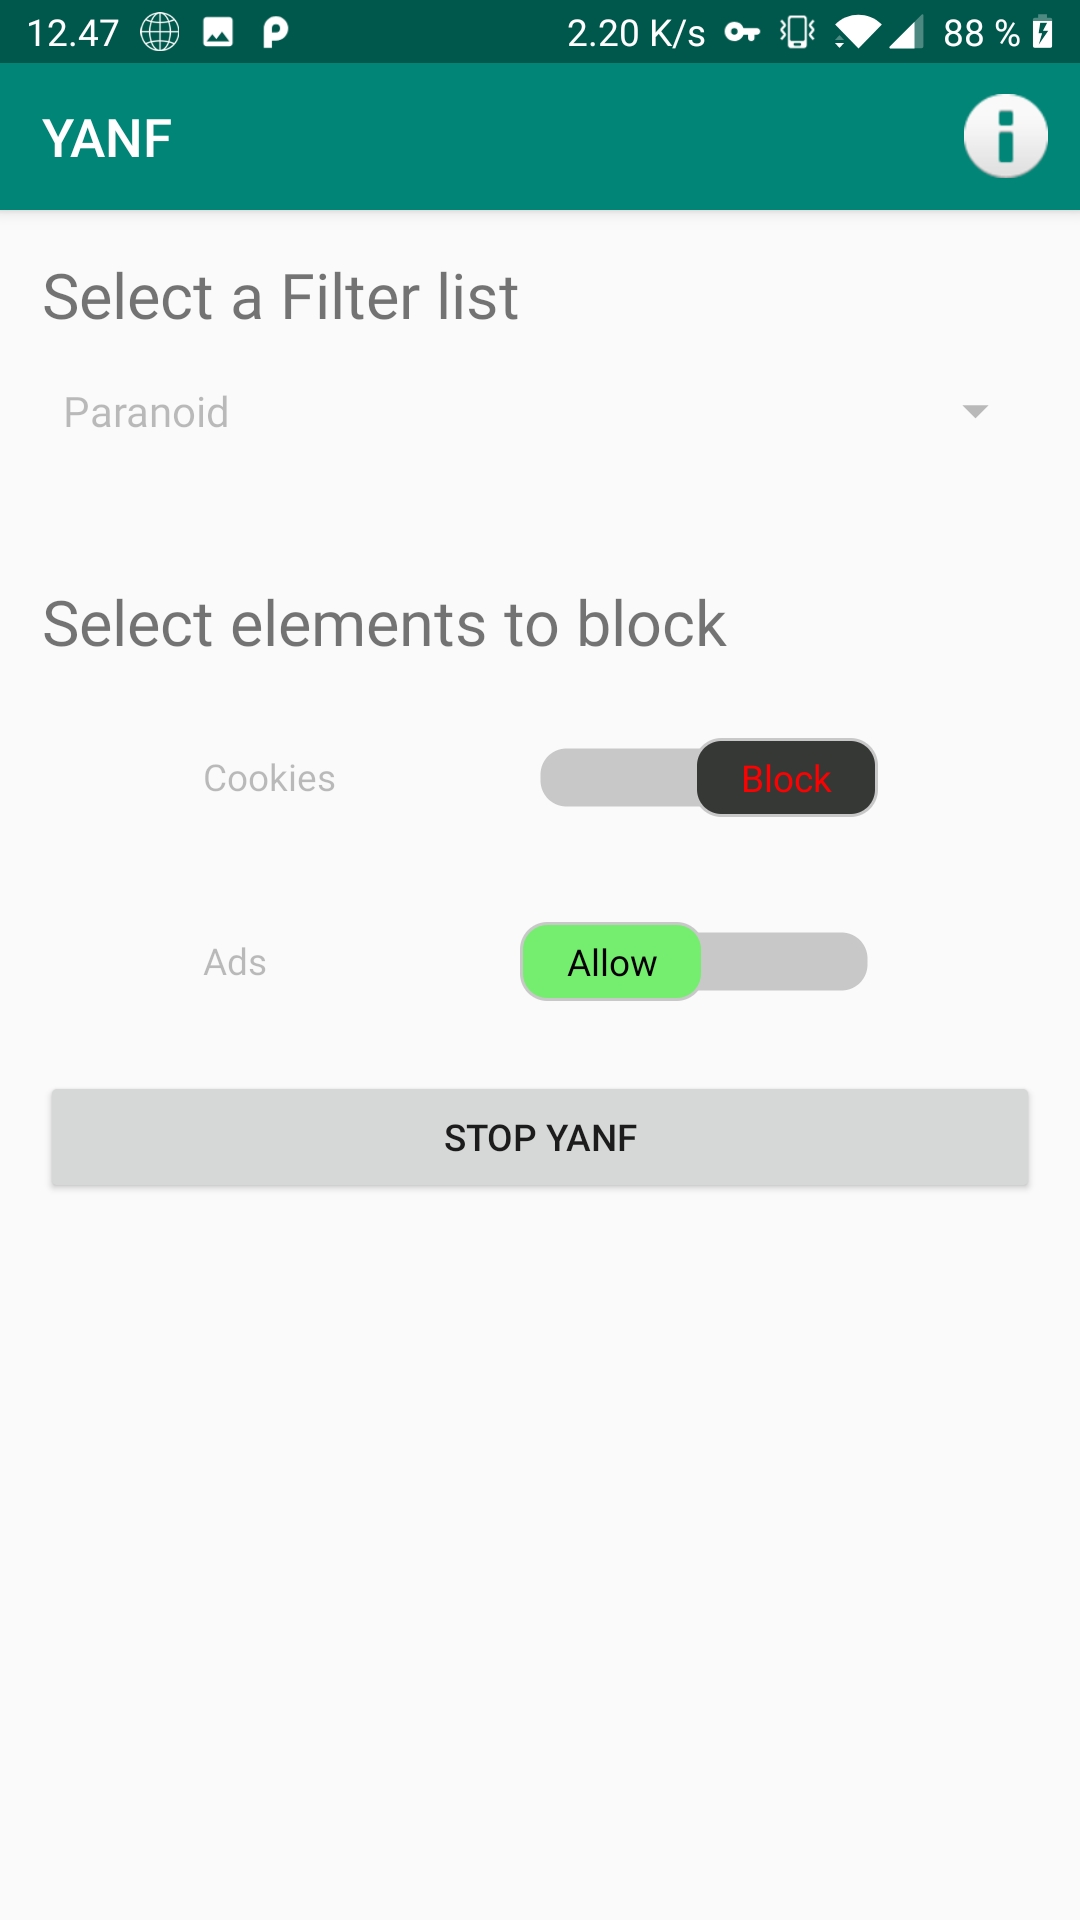 12.47 2.20 K/s 88 %
YANF
Select a Filter list
Paranoid
Select elements to block
Cookies Block
Ads Allow
STOP YANF